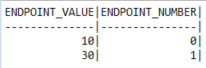 ENDPOINT_VALUE|ENDPOINT_NUMBER|
--------------|---------------|
            10|              0|
            30|              1|